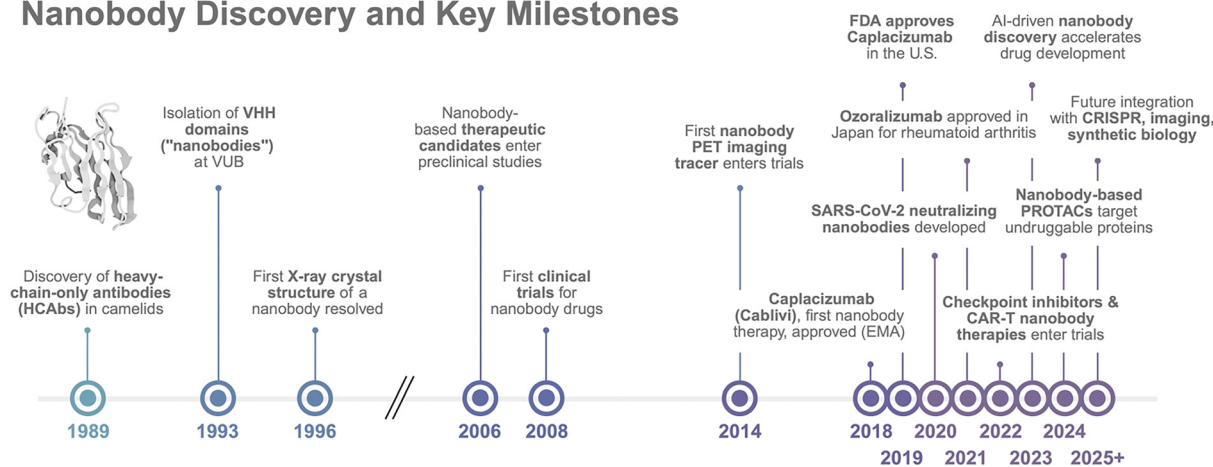 Nanobody Discovery and Key Milestones
Discovery of heavy-
chain-only antibodies
(HCAbs) in camelids
1989
Isolation of VHH
domains
("nanobodies")
at VUB
1993
First X-ray crystal
structure of a
nanobody resolved
1996
Nanobody-
based therapeutic
candidates enter
preclinical studies
2006
First clinical
trials for
nanobody drugs
2008
First nanobody
PET imaging
tracer enters trials
2014
Caplacizumab
(Cablivi), first nanobody
therapy, approved (EMA)
2018
FDA approves
Caplacizumab
in the U.S.
2019
SARS-CoV-2 neutralizing
nanobodies developed
2020
Ozoralizumab approved in
Japan for rheumatoid arthritis
2021
Checkpoint inhibitors &
CAR-T nanobody
therapies enter trials
2022
AI-driven nanobody
discovery accelerates
drug development
2023
Nanobody-based
PROTACs target
undruggable proteins
2024
Future integration
with CRISPR, imaging,
synthetic biology
2025+